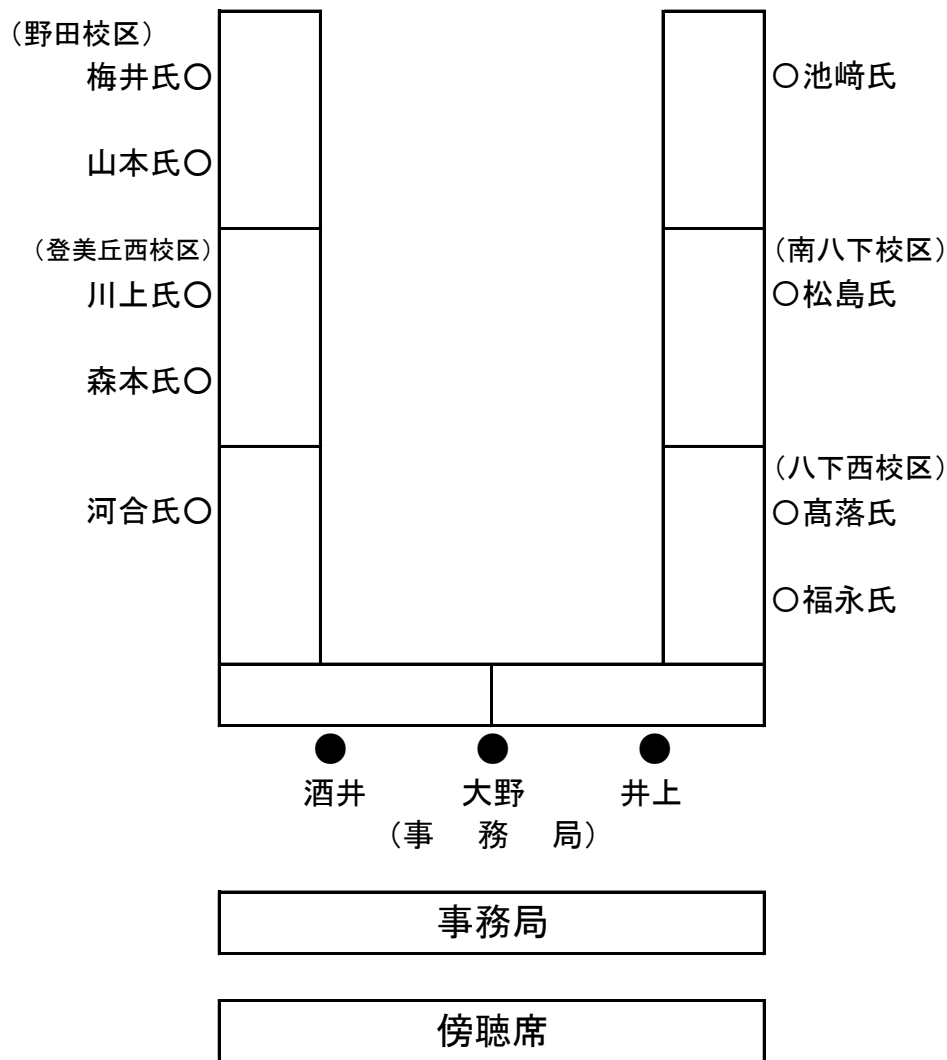 （野田校区）
梅井氏○
○池﨑氏
山本氏○
（登美丘西校区）
（南八下校区）
川上氏○
○松島氏
森本氏○
（八下西校区）
河合氏○
○髙落氏
○福永氏
●
●
●
酒井
大野
井上
（事　務　局）
事務局
傍聴席